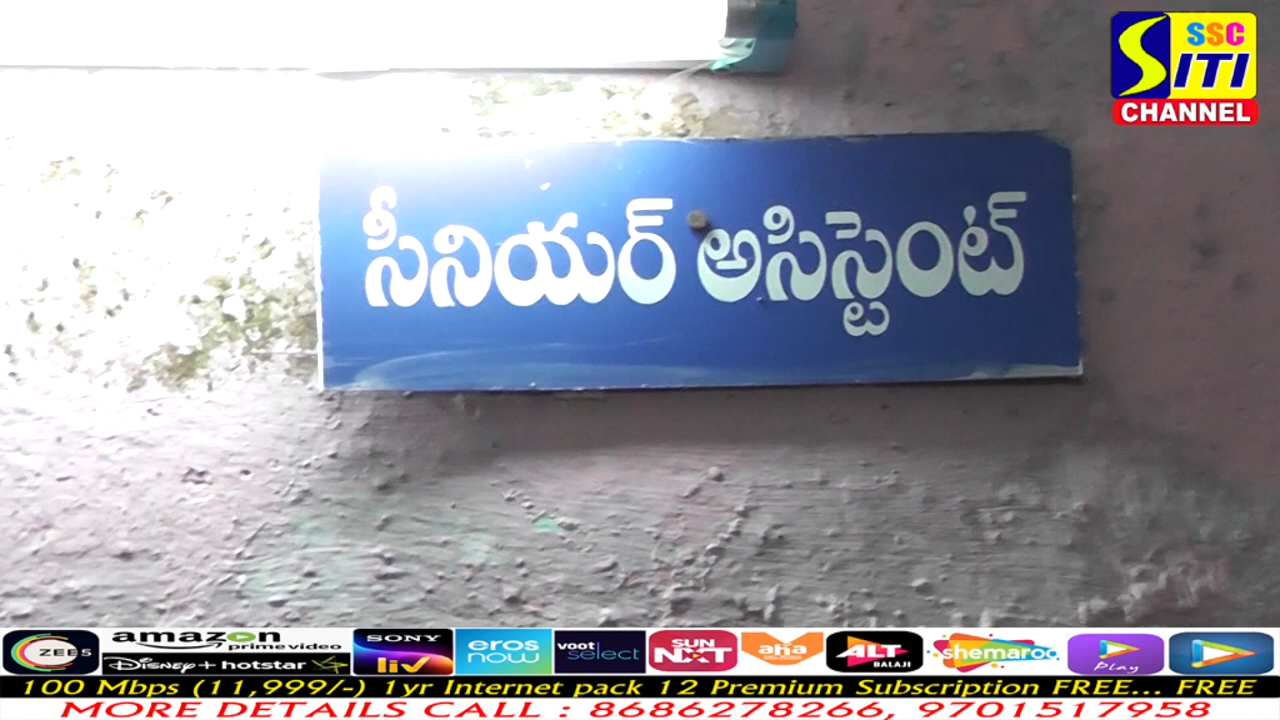 SSC
SITI
CHANNEL
సీనియర్ అసిస్టెంట్
ZEE5
amazon
prime video
Disney+ hotstar
SONY
liv
eros
now
voot
select
SUN
NXT
aha
ALT
BALAJI
shemaroo
Play
100 Mbps (11,999/-) 1yr Internet pack 12 Premium Subscription FREE... FREE
MORE DETAILS CALL : 8686278266, 9701517958